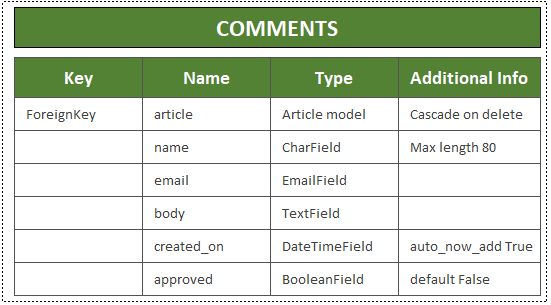 COMMENTS
Key Name Type Additional Info
ForeignKey article Article model Cascade on delete
name CharField Max length 80
email EmailField
body TextField
created_on DateTimeField auto_now_add True
approved BooleanField default False